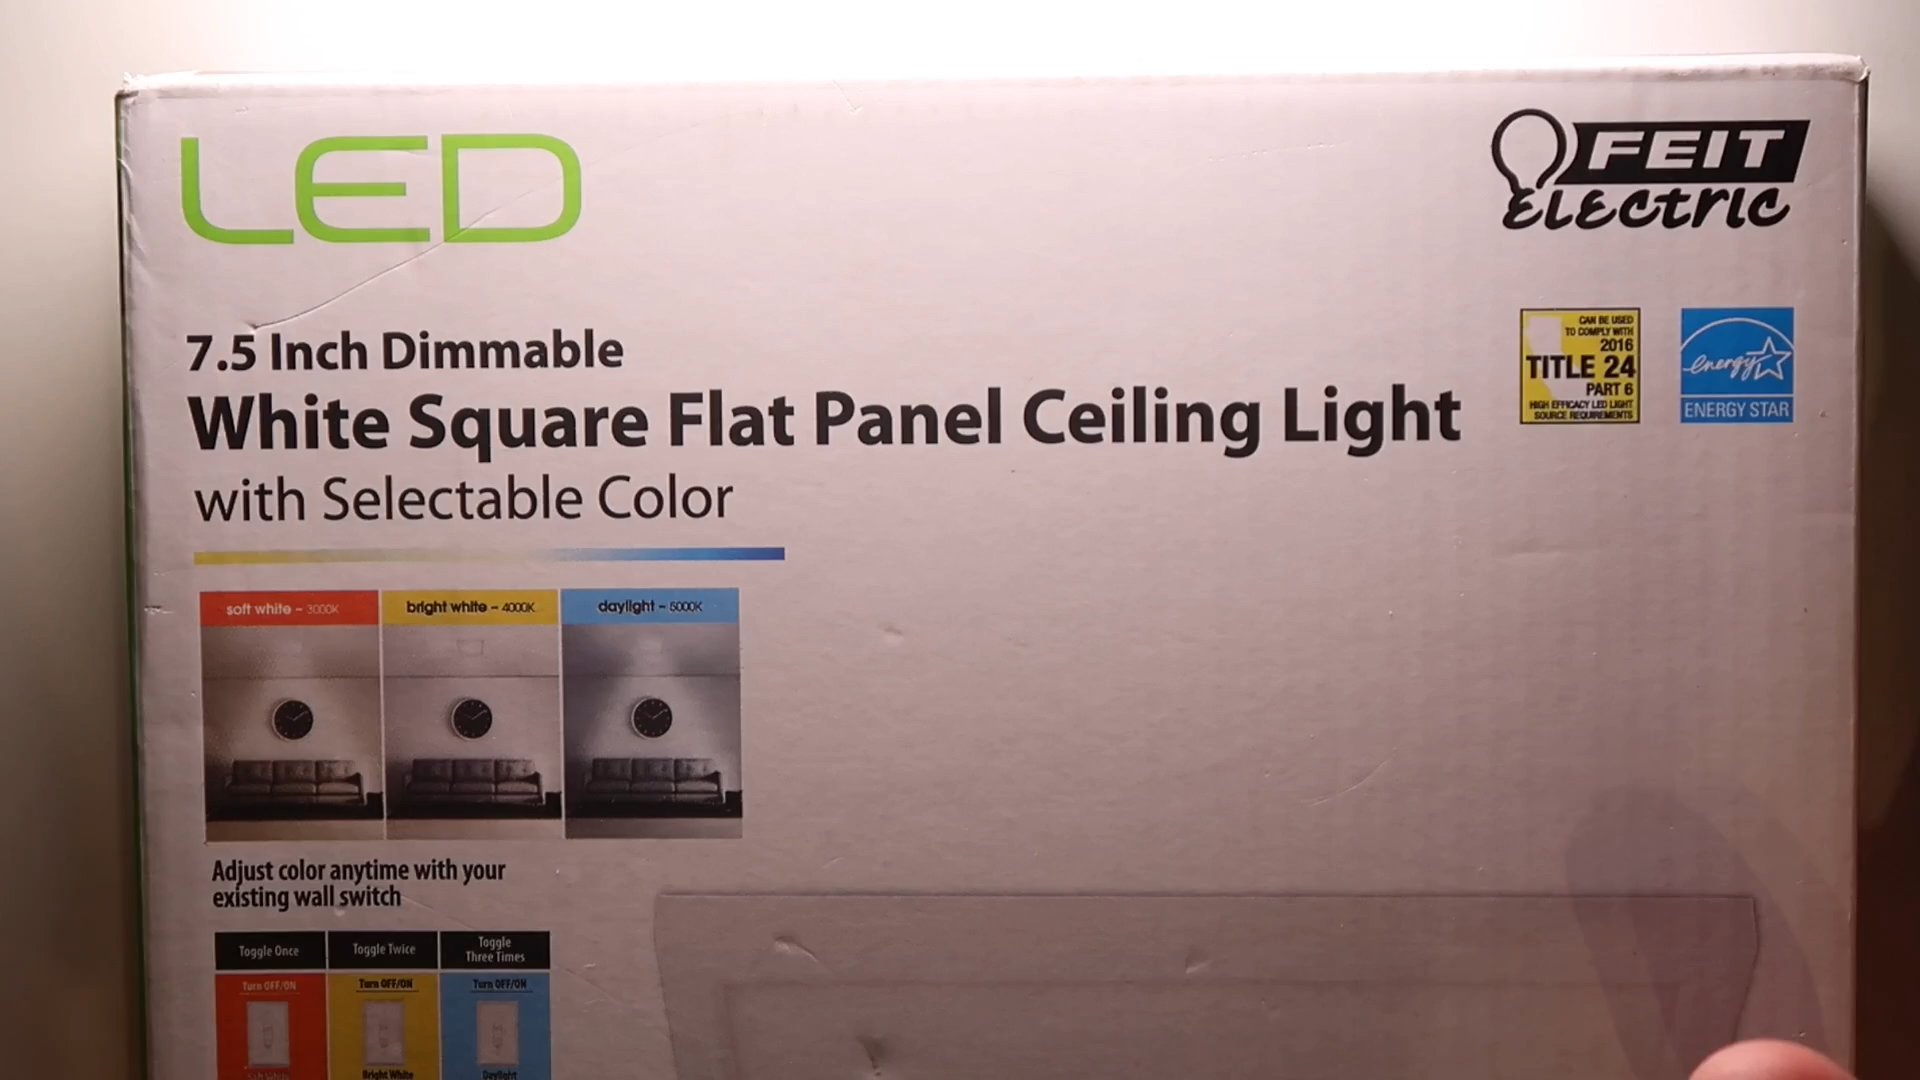 LED
FEIT
Electric
7.5 Inch Dimmable
White Square Flat Panel Ceiling Light
with Selectable Color
CAN BE USED
TO COMPLY WITH
2016
TITLE 24
PART 6
HIGH EFFICACY LED LIGHT
SOURCE REQUIREMENTS
energy
ENERGY STAR
soft white - 3000K
bright white - 4000K
daylight - 5000K
Adjust color anytime with your
existing wall switch
Toggle Once
Toggle Twice
Toggle
Three Times
Turn OFF/ON
Turn OFF/ON
Turn OFF/ON
Soft White
Bright White
Daylight